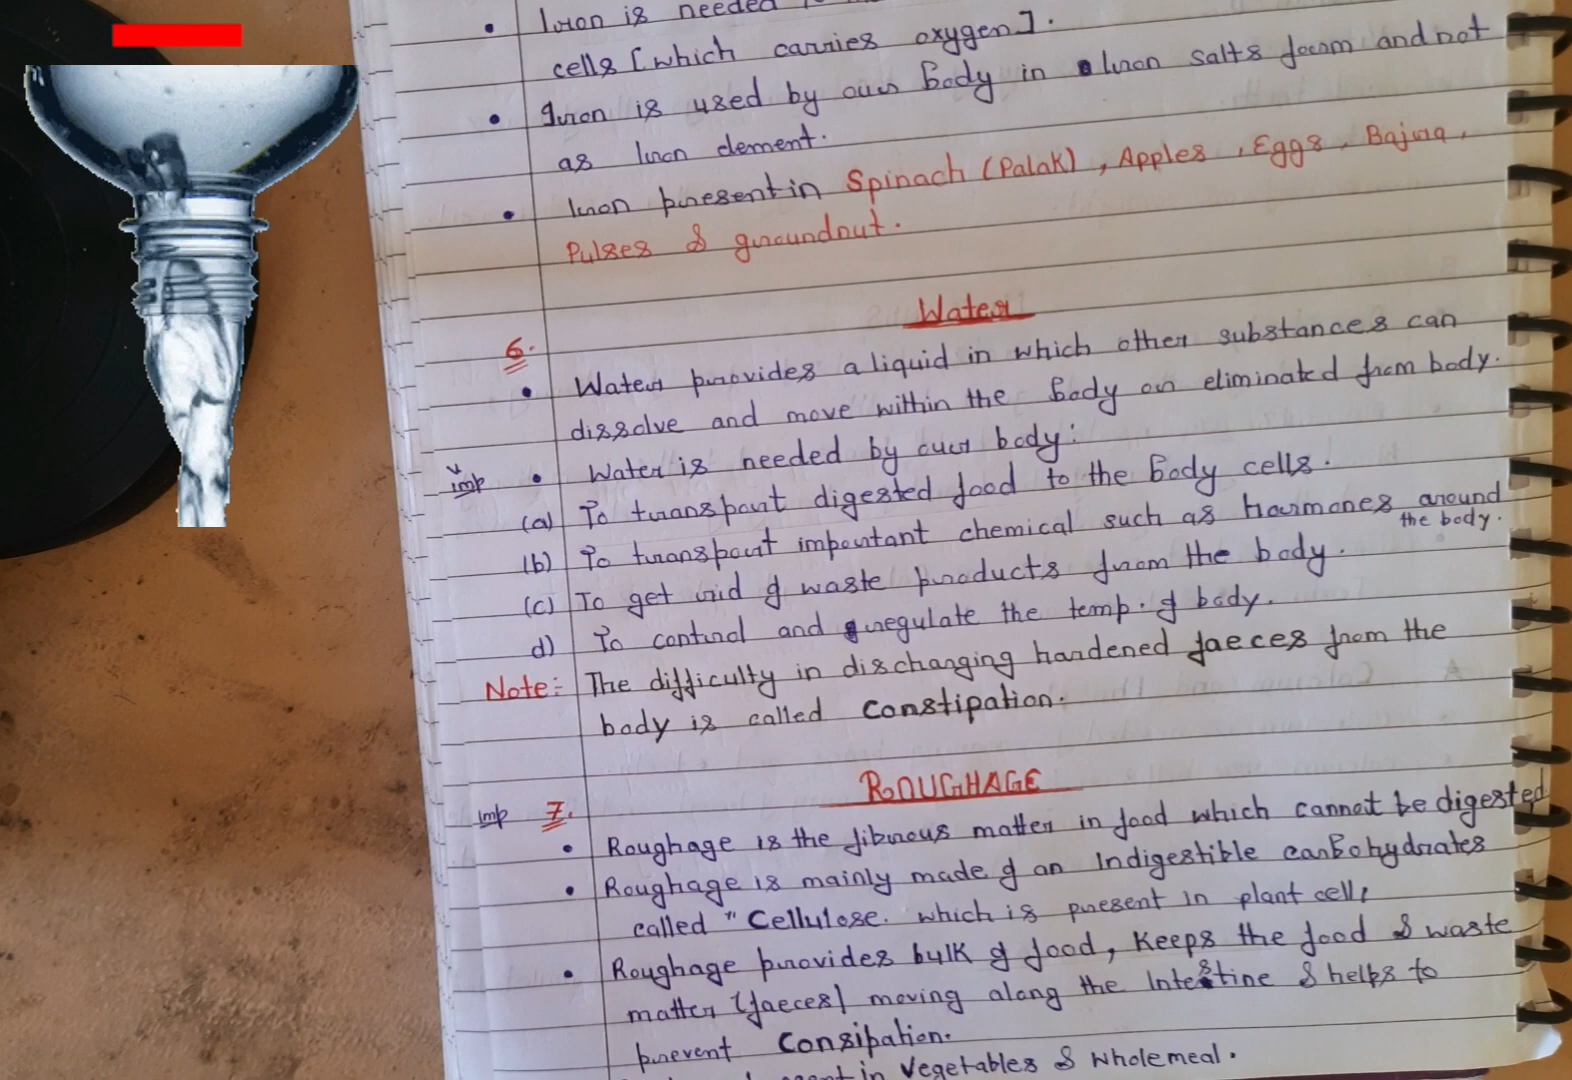 Iron is needed
cells [which carries oxygen].
Iron is used by our body in Iron salts form and not
as Iron element.
Iron present in Spinach (Palak), Apples, Eggs, Bajra,
Pulses & groundnut.
Water
6.
Water provides a liquid in which other substances can
dissolve and move within the body or eliminated from body.
v imp Water is needed by our body:
(a) To transport digested food to the body cells.
(b) To transport important chemical such as hormones around the body.
(c) To get rid of waste products from the body.
d) To control and regulate the temp. of body.
Note:- The difficulty in discharging hardened faeces from the
body is called Constipation.
ROUGHAGE
imp 7.
Roughage is the fibrous matter in food which cannot be digested
Roughage is mainly made of an Indigestible carbohydrates
called "Cellulose. which is present in plant cells
Roughage provides bulk of food, Keeps the food & waste
matter (faeces) moving along the Intestine & helps to
prevent Consipation.
in Vegetables & Whole meal.